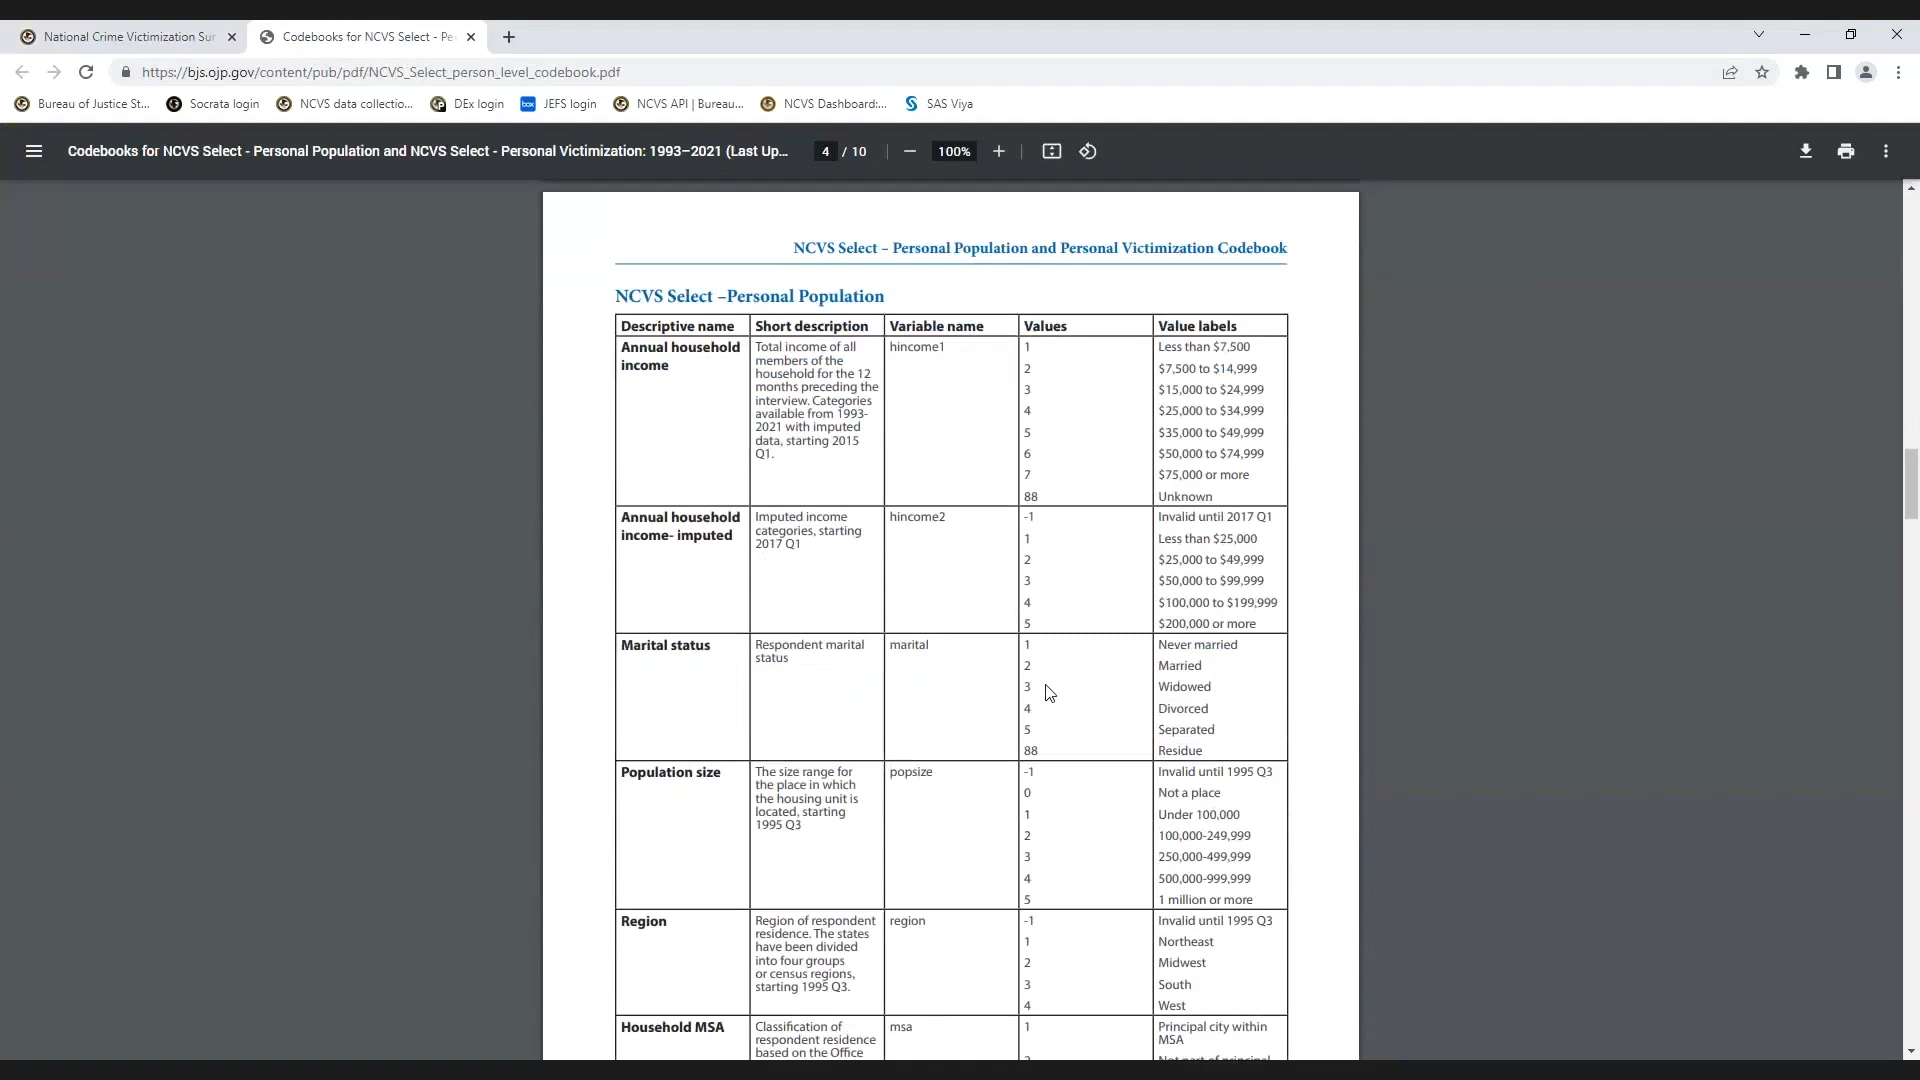 National Crime Victimization Sur
Codebooks for NCVS Select - Pe
https://bjs.ojp.gov/content/pub/pdf/NCVS_Select_person_level_codebook.pdf
Bureau of Justice St... Socrata login NCVS data collectio... DEx login box JEFS login NCVS API | Bureau... NCVS Dashboard:... SAS Viya
Codebooks for NCVS Select - Personal Population and NCVS Select - Personal Victimization: 1993–2021 (Last Up... 4 / 10 100%
NCVS Select – Personal Population and Personal Victimization Codebook
NCVS Select –Personal Population
Descriptive name Short description Variable name Values Value labels
Annual household
income
Total income of all
members of the
household for the 12
months preceding the
interview. Categories
available from 1993-
2021 with imputed
data, starting 2015
Q1.
hincome1
1 Less than $7,500
2 $7,500 to $14,999
3 $15,000 to $24,999
4 $25,000 to $34,999
5 $35,000 to $49,999
6 $50,000 to $74,999
7 $75,000 or more
88 Unknown
Annual household
income- imputed
Imputed income
categories, starting
2017 Q1
hincome2
-1 Invalid until 2017 Q1
1 Less than $25,000
2 $25,000 to $49,999
3 $50,000 to $99,999
4 $100,000 to $199,999
5 $200,000 or more
Marital status
Respondent marital
status
marital
1 Never married
2 Married
3 Widowed
4 Divorced
5 Separated
88 Residue
Population size
The size range for
the place in which
the housing unit is
located, starting
1995 Q3
popsize
-1 Invalid until 1995 Q3
0 Not a place
1 Under 100,000
2 100,000-249,999
3 250,000-499,999
4 500,000-999,999
5 1 million or more
Region
Region of respondent
residence. The states
have been divided
into four groups
or census regions,
starting 1995 Q3.
region
-1 Invalid until 1995 Q3
1 Northeast
2 Midwest
3 South
4 West
Household MSA
Classification of
respondent residence
based on the Office
msa
1 Principal city within
MSA
2 Not part of principal